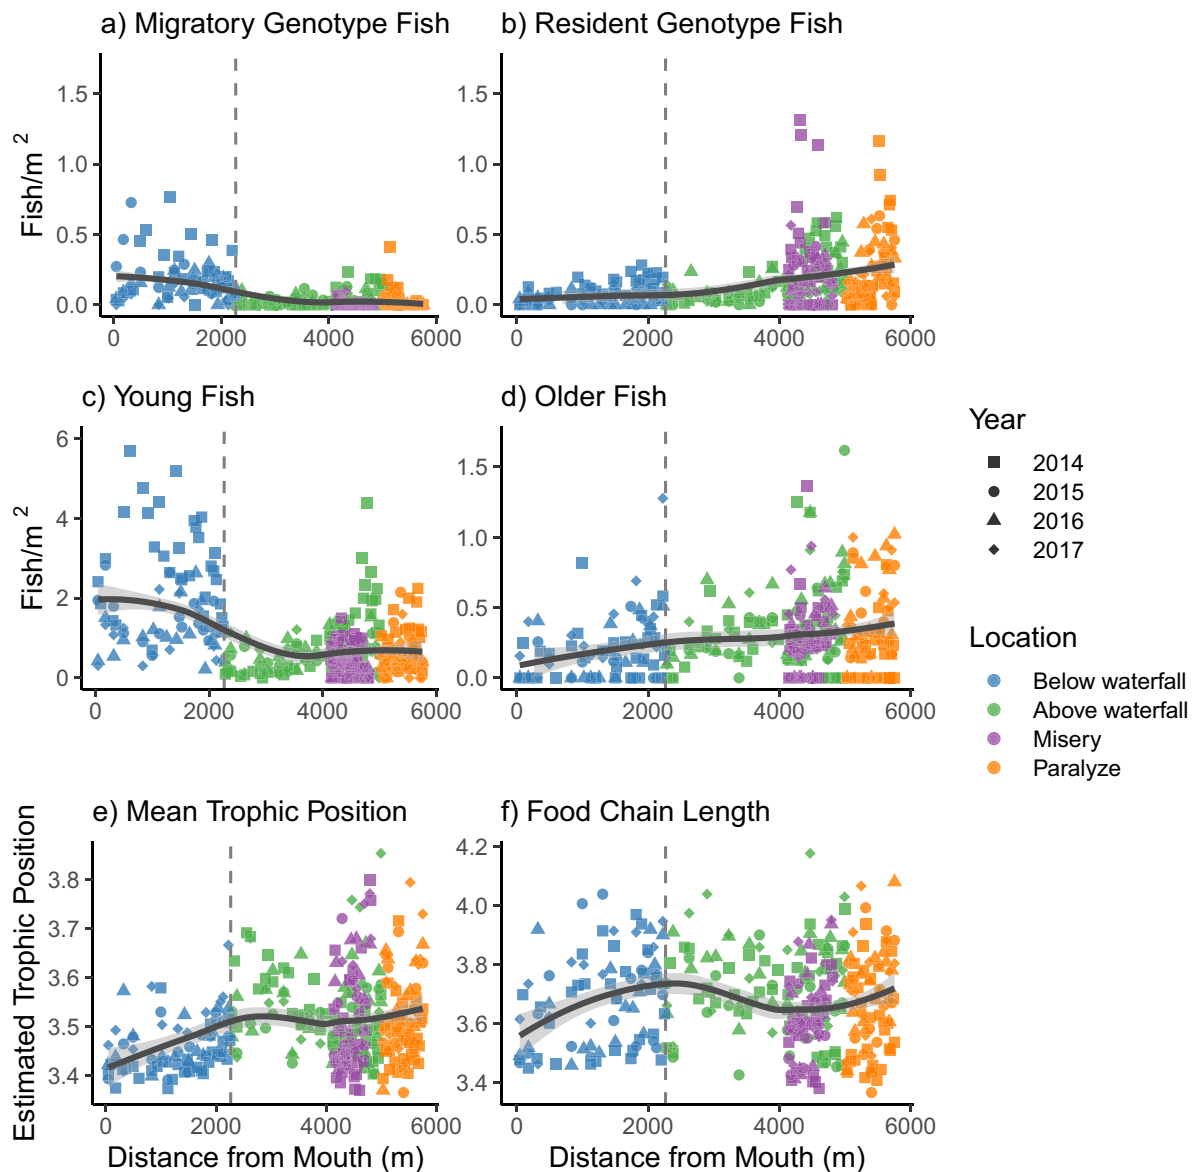 a) Migratory Genotype Fish
b) Resident Genotype Fish
Fish/m 2
1.5
1.0
0.5
0.0
0 2000 4000 6000
1.5
1.0
0.5
0.0
0 2000 4000 6000
c) Young Fish
d) Older Fish
Fish/m 2
6
4
2
0
0 2000 4000 6000
1.5
1.0
0.5
0.0
0 2000 4000 6000
Year
2014
2015
2016
2017
Location
Below waterfall
Above waterfall
Misery
Paralyze
e) Mean Trophic Position
f) Food Chain Length
Estimated Trophic Position
3.8
3.7
3.6
3.5
3.4
0 2000 4000 6000
Distance from Mouth (m)
4.2
4.0
3.8
3.6
3.4
0 2000 4000 6000
Distance from Mouth (m)